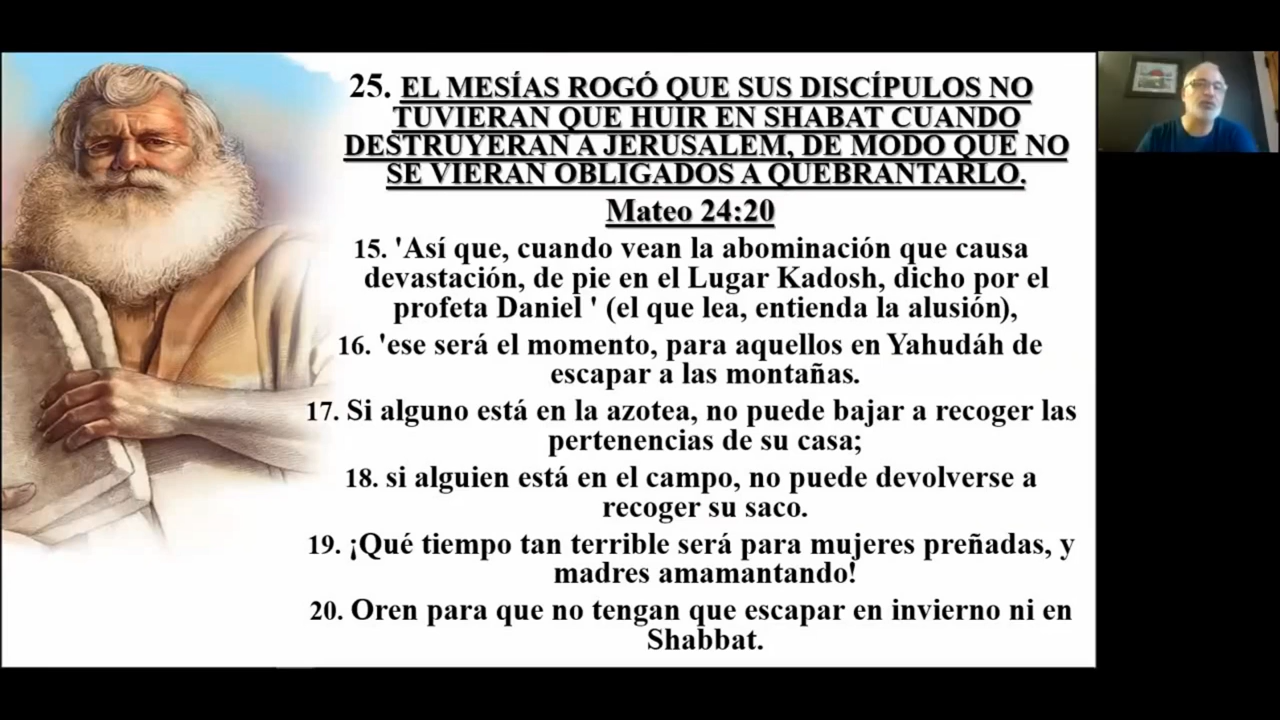 25. EL MESÍAS ROGÓ QUE SUS DISCÍPULOS NO
TUVIERAN QUE HUIR EN SHABAT CUANDO
DESTRUYERAN A JERUSALEM, DE MODO QUE NO
SE VIERAN OBLIGADOS A QUEBRANTARLO.
Mateo 24:20
15. 'Así que, cuando vean la abominación que causa
devastación, de pie en el Lugar Kadosh, dicho por el
profeta Daniel ' (el que lea, entienda la alusión),
16. 'ese será el momento, para aquellos en Yahudáh de
escapar a las montañas.
17. Si alguno está en la azotea, no puede bajar a recoger las
pertenencias de su casa;
18. si alguien está en el campo, no puede devolverse a
recoger su saco.
19. ¡Qué tiempo tan terrible será para mujeres preñadas, y
madres amamantando!
20. Oren para que no tengan que escapar en invierno ni en
Shabbat.